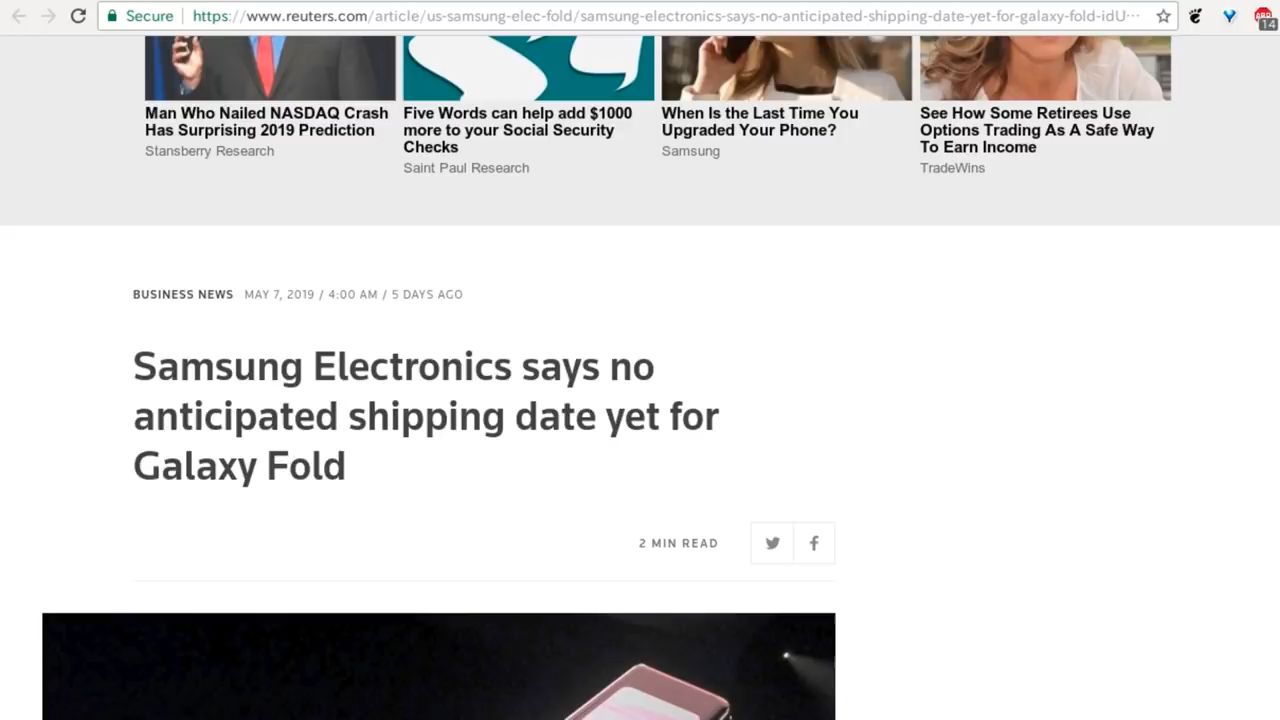 Secure https://www.reuters.com/article/us-samsung-elec-fold/samsung-electronics-says-no-anticipated-shipping-date-yet-for-galaxy-fold-idU…
14
Man Who Nailed NASDAQ Crash
Has Surprising 2019 Prediction
Stansberry Research
Five Words can help add $1000
more to your Social Security
Checks
Saint Paul Research
When Is the Last Time You
Upgraded Your Phone?
Samsung
See How Some Retirees Use
Options Trading As A Safe Way
To Earn Income
TradeWins
BUSINESS NEWS MAY 7, 2019 / 4:00 AM / 5 DAYS AGO
Samsung Electronics says no
anticipated shipping date yet for
Galaxy Fold
2 MIN READ